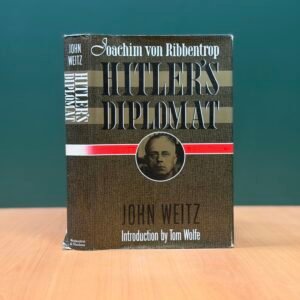 Joachim von Ribbentrop
HITLER'S
DIPLOMAT
JOHN WEITZ
Introduction by Tom Wolfe
JOHN
WEITZ
HITLER'S
DIPLOMAT